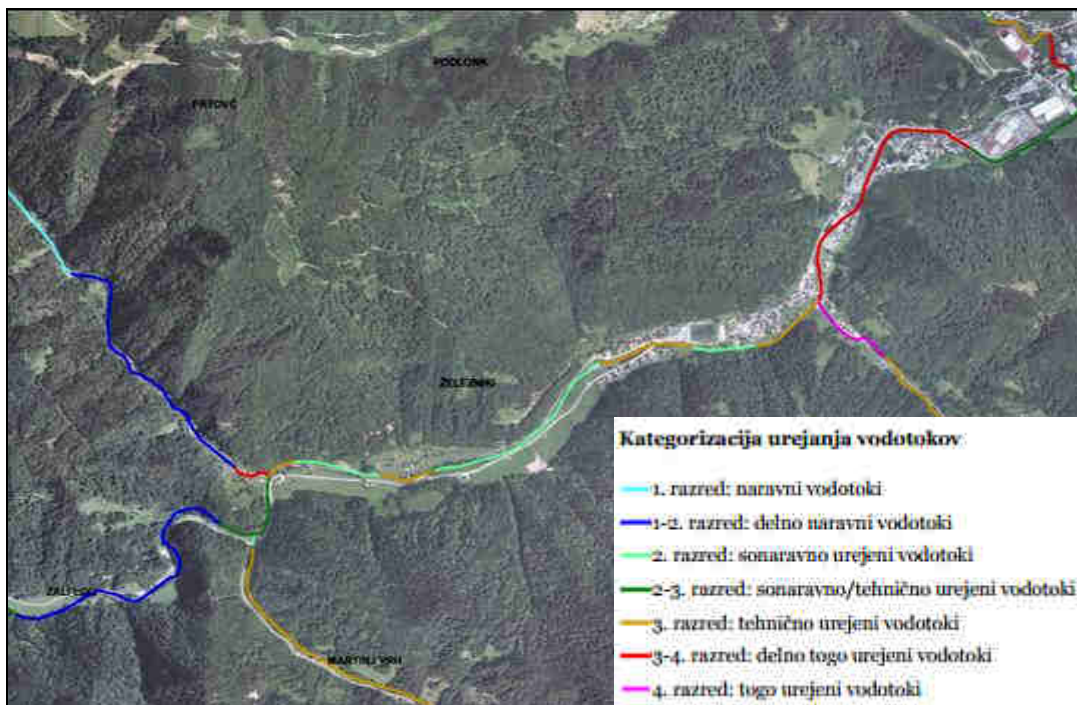 PODLONK
PRTOVČ
ŽELEZNIKI
ZALI LOG
MARTINJ VRH
Kategorizacija urejanja vodotokov
1. razred: naravni vodotoki
1-2. razred: delno naravni vodotoki
2. razred: sonaravno urejeni vodotoki
2-3. razred: sonaravno/tehnično urejeni vodotoki
3. razred: tehnično urejeni vodotoki
3-4. razred: delno togo urejeni vodotoki
4. razred: togo urejeni vodotoki